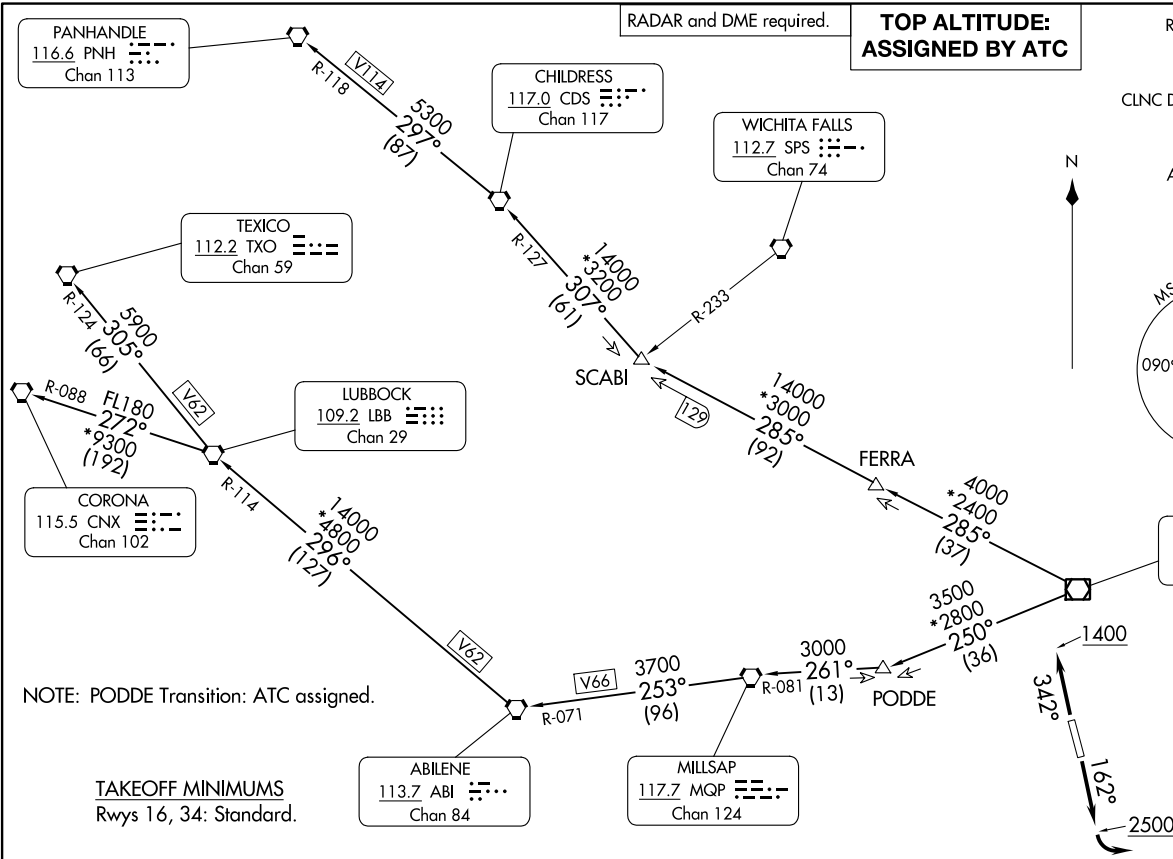 RADAR and DME required.
TOP ALTITUDE:
ASSIGNED BY ATC
R
CLNC D
A
PANHANDLE
116.6 PNH
Chan 113
R-118
V114
5300
297°
(87)
CHILDRESS
117.0 CDS
Chan 117
WICHITA FALLS
112.7 SPS
Chan 74
N
TEXICO
112.2 TXO
Chan 59
R-127
14000
*3200
307°
(61)
R-233
MS
090°
R-124
5900
305°
(66)
V62
R-088
FL180
272°
*9300
(192)
LUBBOCK
109.2 LBB
Chan 29
SCABI
129
14000
*3000
285°
(92)
FERRA
CORONA
115.5 CNX
Chan 102
R-114
14000
*4800
296°
(127)
V62
4000
*2400
285°
(37)
3500
*2800
250°
(36)
1400
342°
162°
2500
NOTE: PODDE Transition: ATC assigned.
R-071
V66
3700
253°
(96)
R-081
3000
261°
(13)
PODDE
ABILENE
113.7 ABI
Chan 84
MILLSAP
117.7 MQP
Chan 124
TAKEOFF MINIMUMS
Rwys 16, 34: Standard.